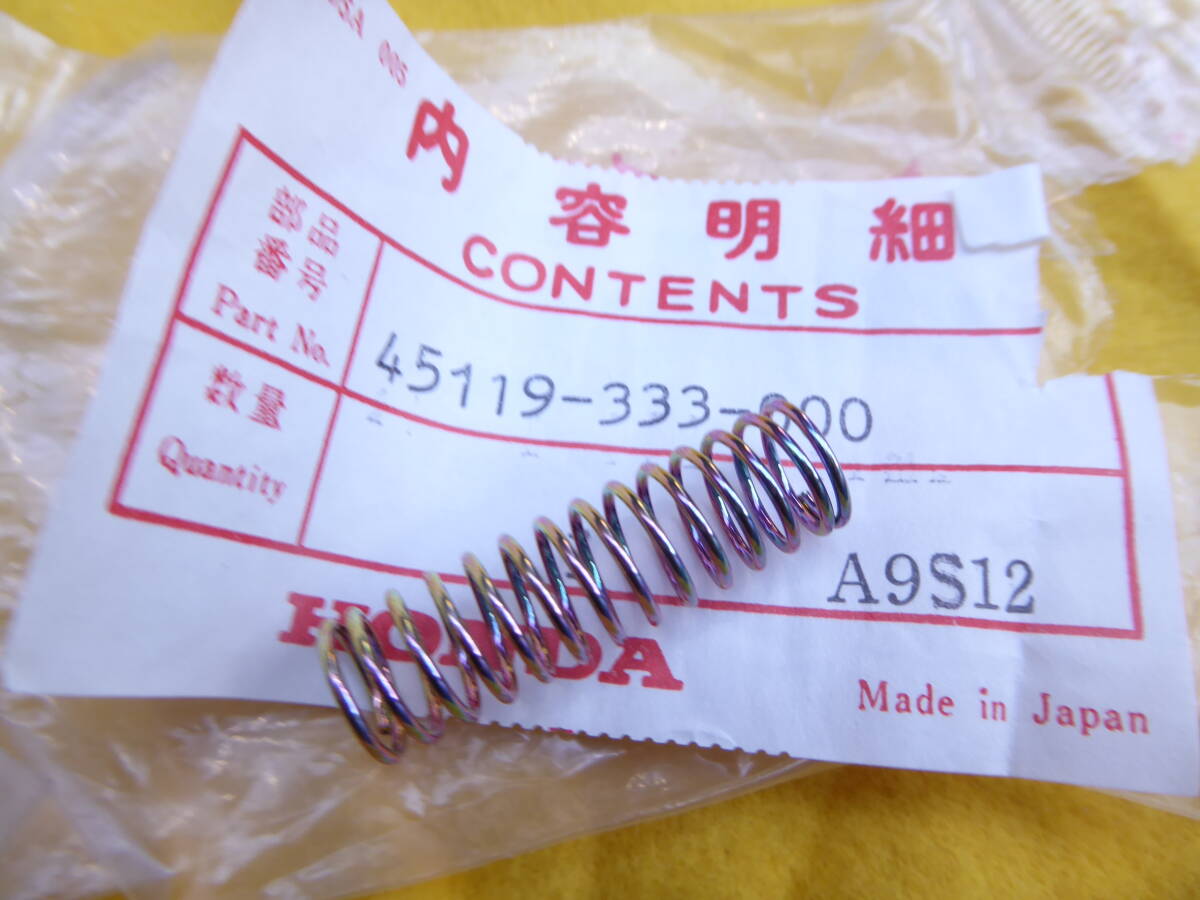 005
内容明細
CONTENTS
部品
番号
Part No.
45119-333-000
数量
Quantity
A9S12
HONDA
Made in Japan